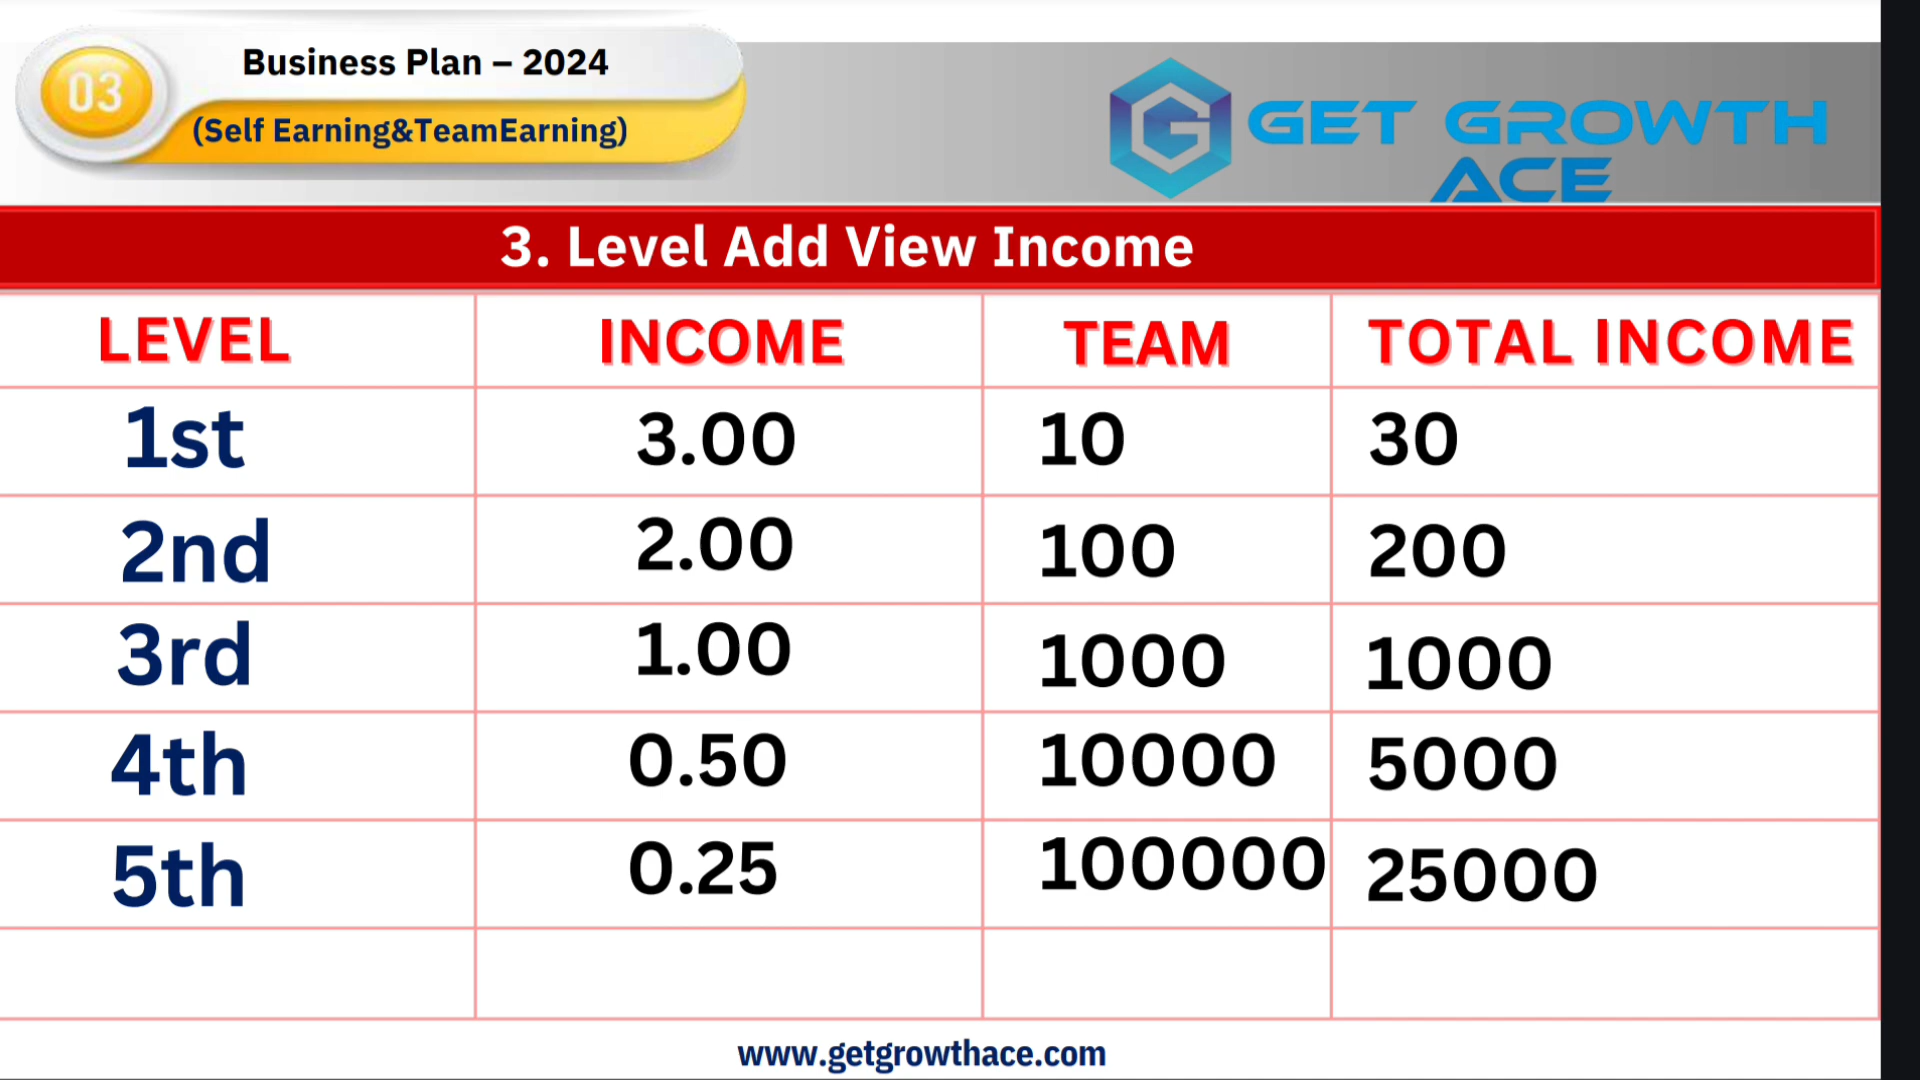 03
Business Plan – 2024
(Self Earning&TeamEarning)
G GET GROWTH
ACE
3. Level Add View Income
LEVEL INCOME TEAM TOTAL INCOME
1st 3.00 10 30
2nd 2.00 100 200
3rd 1.00 1000 1000
4th 0.50 10000 5000
5th 0.25 100000 25000
www.getgrowthace.com